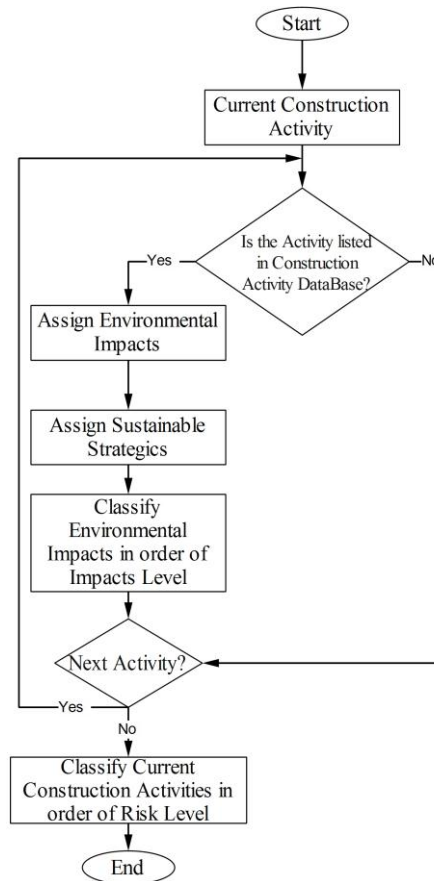 Start
Current Construction
Activity
Is the Activity listed
in Construction
Activity DataBase?
Yes
No
Assign Environmental
Impacts
Assign Sustainable
Strategics
Classify
Environmental
Impacts in order of
Impacts Level
Next Activity?
Yes
No
Classify Current
Construction Activities in
order of Risk Level
End